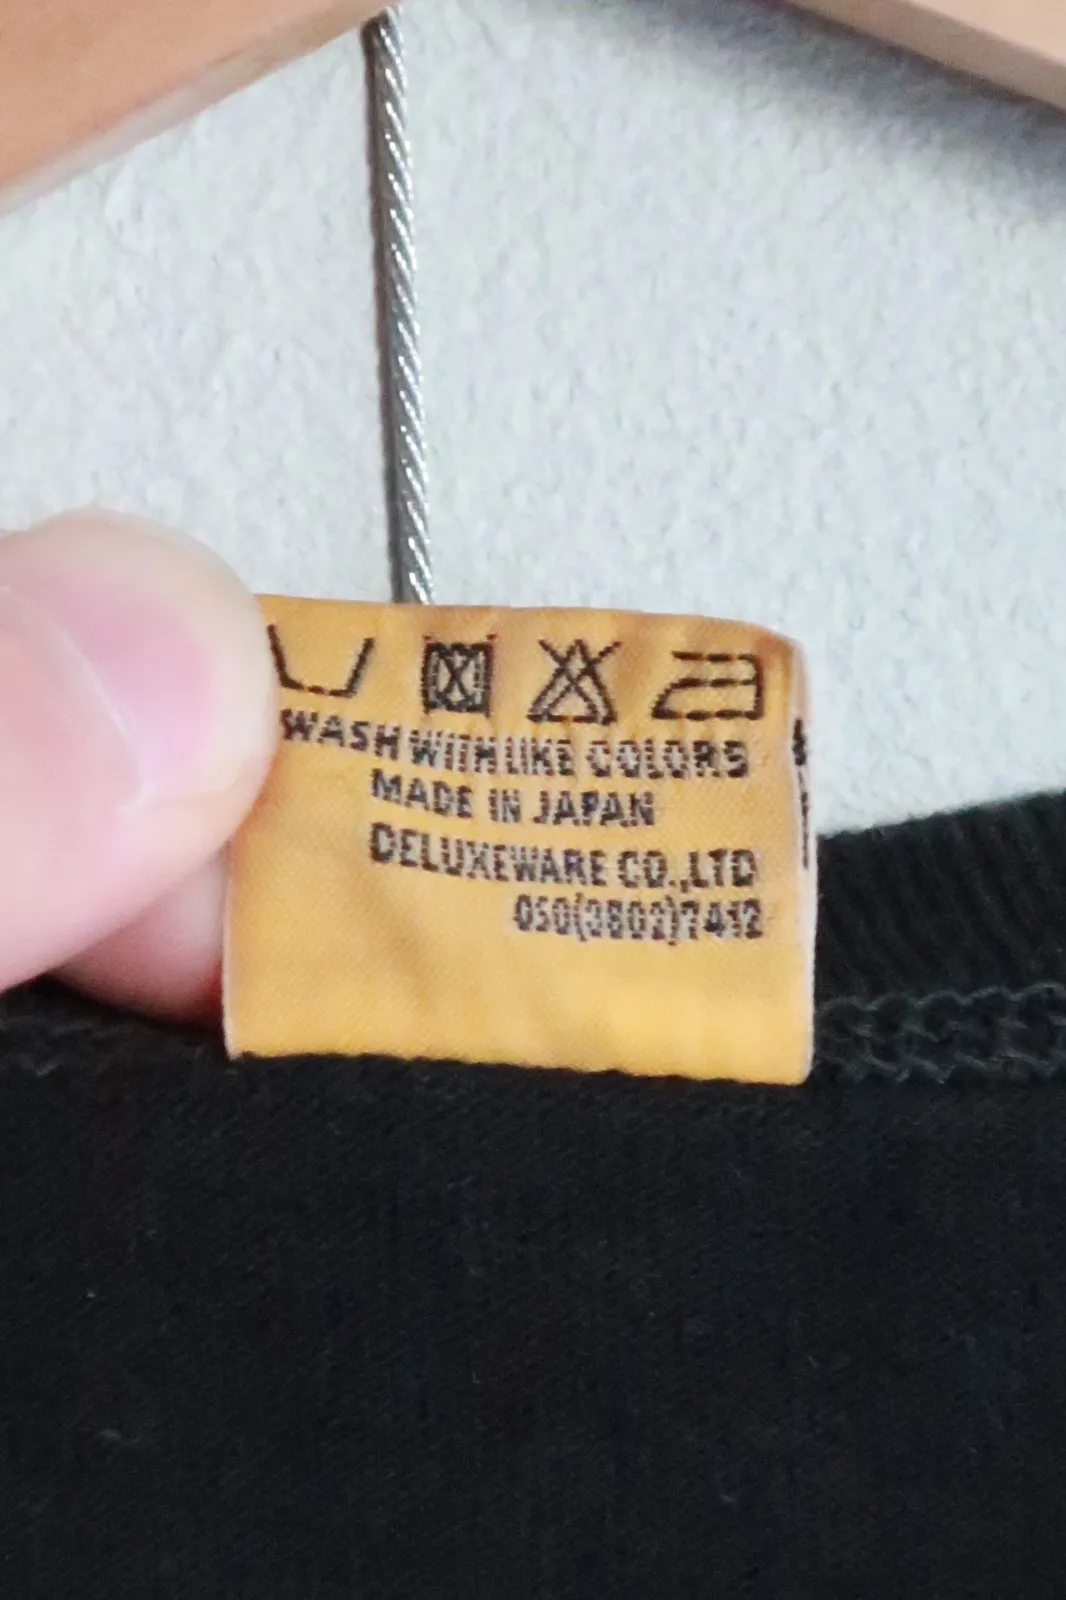 WASH WITH LIKE COLORS
MADE IN JAPAN
DELUXEWARE CO.,LTD
050(3802)7412